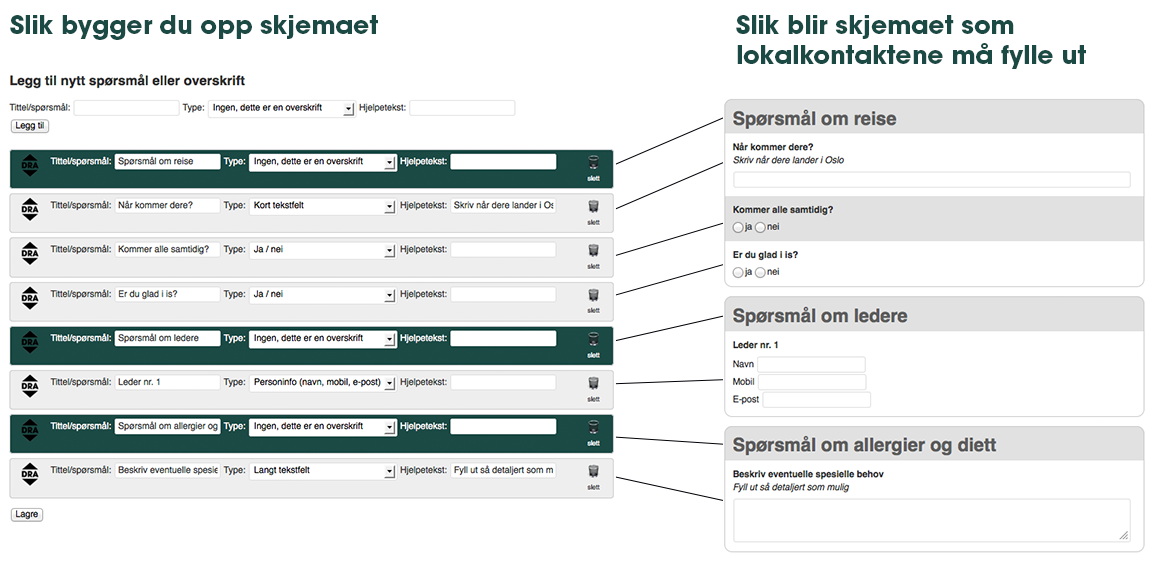 Slik bygger du opp skjemaet
Legg til nytt spørsmål eller overskrift
Tittel/spørsmål: Type: Ingen, dette er en overskrift Hjelpetekst:
Legg til
DRA Tittel/spørsmål: Spørsmål om reise Type: Ingen, dette er en overskrift Hjelpetekst: slett
DRA Tittel/spørsmål: Når kommer dere? Type: Kort tekstfelt Hjelpetekst: Skriv når dere lander i Os slett
DRA Tittel/spørsmål: Kommer alle samtidig? Type: Ja / nei Hjelpetekst: slett
DRA Tittel/spørsmål: Er du glad i is? Type: Ja / nei Hjelpetekst: slett
DRA Tittel/spørsmål: Spørsmål om ledere Type: Ingen, dette er en overskrift Hjelpetekst: slett
DRA Tittel/spørsmål: Leder nr. 1 Type: Personinfo (navn, mobil, e-post) Hjelpetekst: slett
DRA Tittel/spørsmål: Spørsmål om allergier og Type: Ingen, dette er en overskrift Hjelpetekst: slett
DRA Tittel/spørsmål: Beskriv eventuelle spesie Type: Langt tekstfelt Hjelpetekst: Fyll ut så detaljert som m slett
Lagre
Slik blir skjemaet som
lokalkontaktene må fylle ut
Spørsmål om reise
Når kommer dere?
Skriv når dere lander i Oslo
Kommer alle samtidig?
ja nei
Er du glad i is?
ja nei
Spørsmål om ledere
Leder nr. 1
Navn
Mobil
E-post
Spørsmål om allergier og diett
Beskriv eventuelle spesielle behov
Fyll ut så detaljert som mulig